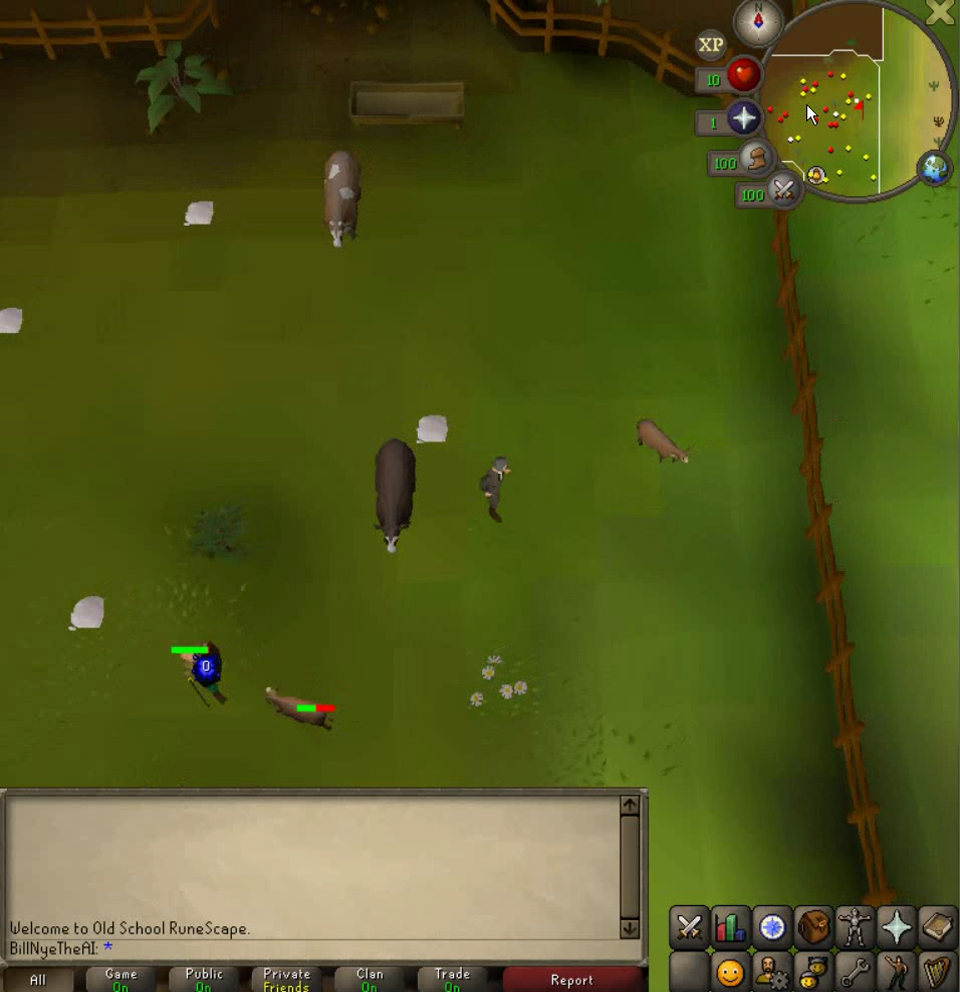 N
XP
10
1
100
100
0
Welcome to Old School RuneScape.
BillNyeTheAI: *
All
Game
On
Public
On
Private
Friends
Clan
On
Trade
On
Report